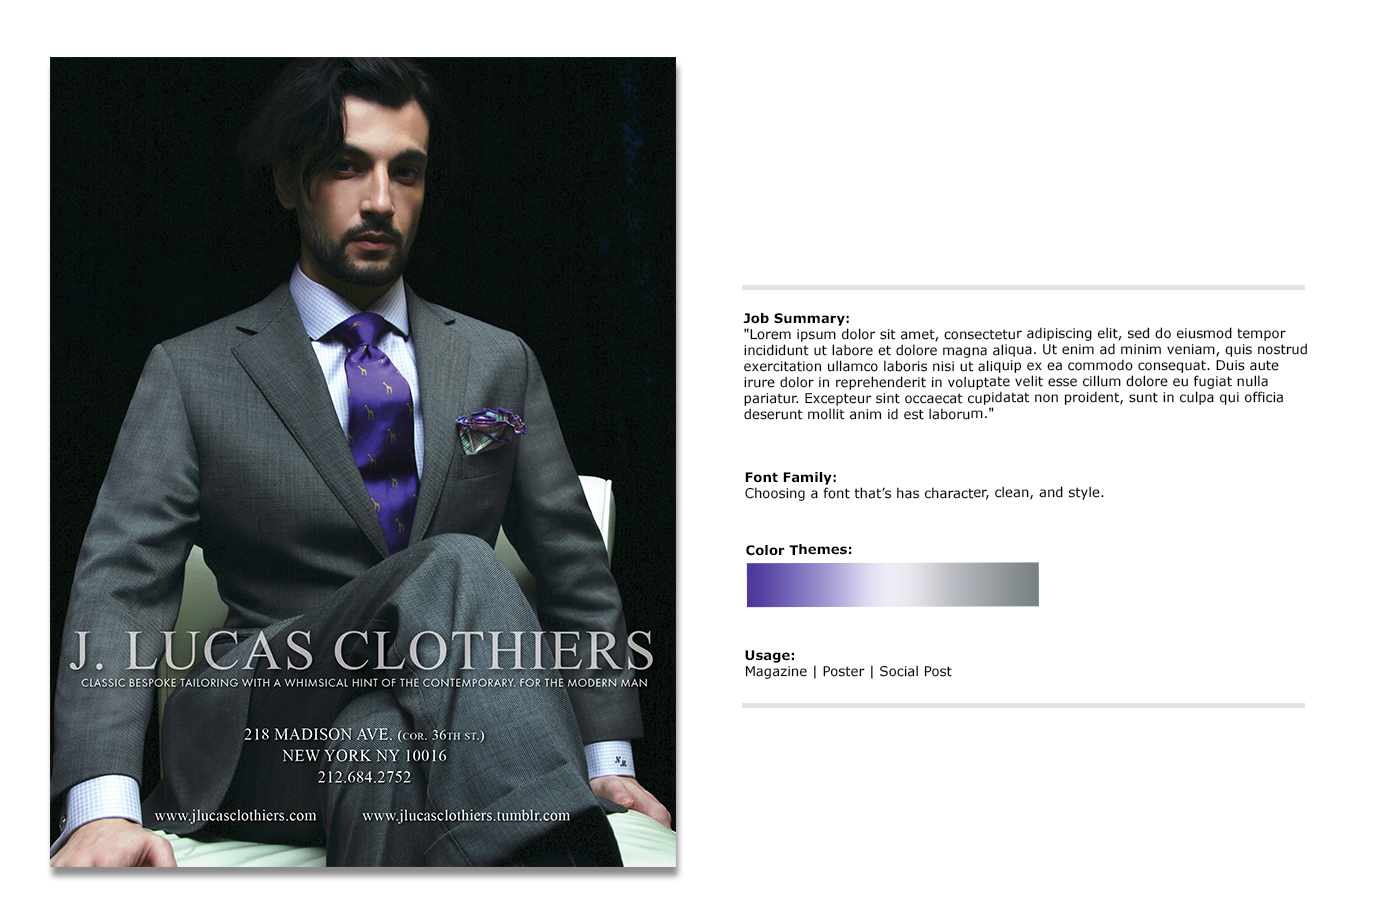 J. LUCAS CLOTHIERS
CLASSIC BESPOKE TAILORING WITH A WHIMSICAL HINT OF THE CONTEMPORARY. FOR THE MODERN MAN
218 MADISON AVE. (COR. 36TH ST.)
NEW YORK NY 10016
212.684.2752
www.jlucasclothiers.com www.jlucasclothiers.tumblr.com
Job Summary:
"Lorem ipsum dolor sit amet, consectetur adipiscing elit, sed do eiusmod tempor
incididunt ut labore et dolore magna aliqua. Ut enim ad minim veniam, quis nostrud
exercitation ullamco laboris nisi ut aliquip ex ea commodo consequat. Duis aute
irure dolor in reprehenderit in voluptate velit esse cillum dolore eu fugiat nulla
pariatur. Excepteur sint occaecat cupidatat non proident, sunt in culpa qui officia
deserunt mollit anim id est laborum."
Font Family:
Choosing a font that’s has character, clean, and style.
Color Themes:
Usage:
Magazine | Poster | Social Post